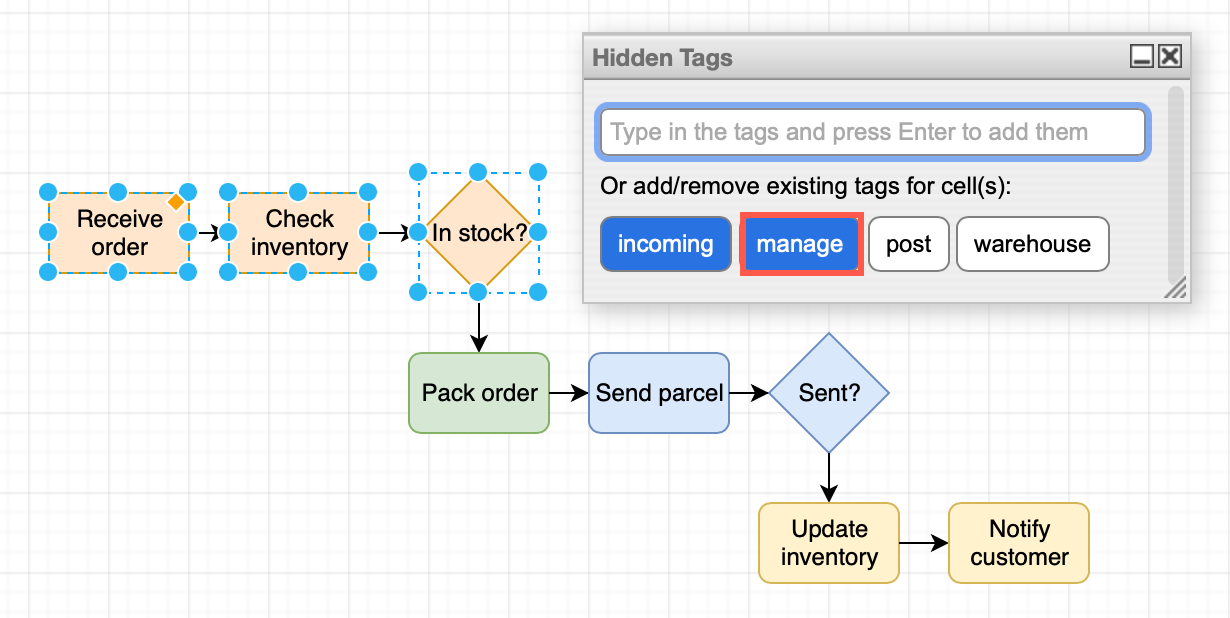 Hidden Tags
Type in the tags and press Enter to add them
Or add/remove existing tags for cell(s):
incoming manage post warehouse
Receive
order
Check
inventory
In stock?
Pack order
Send parcel
Sent?
Update
inventory
Notify
customer